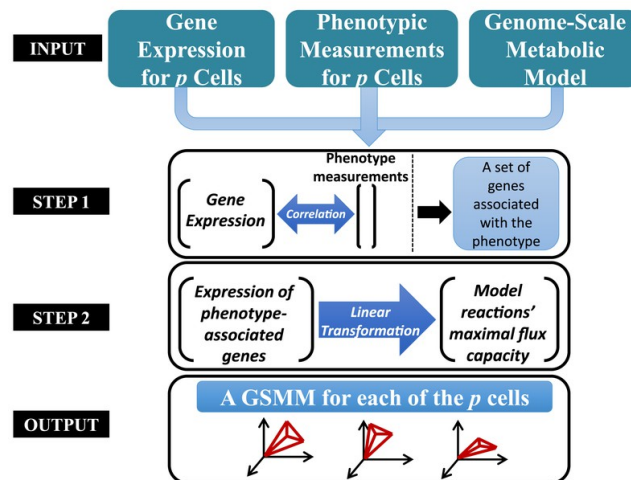 INPUT
Gene
Expression
for p Cells
Phenotypic
Measurements
for p Cells
Genome-Scale
Metabolic
Model
STEP 1
Gene
Expression
Correlation
Phenotype
measurements
A set of
genes
associated
with the
phenotype
STEP 2
Expression of
phenotype-
associated
genes
Linear
Transformation
Model
reactions'
maximal flux
capacity
OUTPUT
A GSMM for each of the p cells